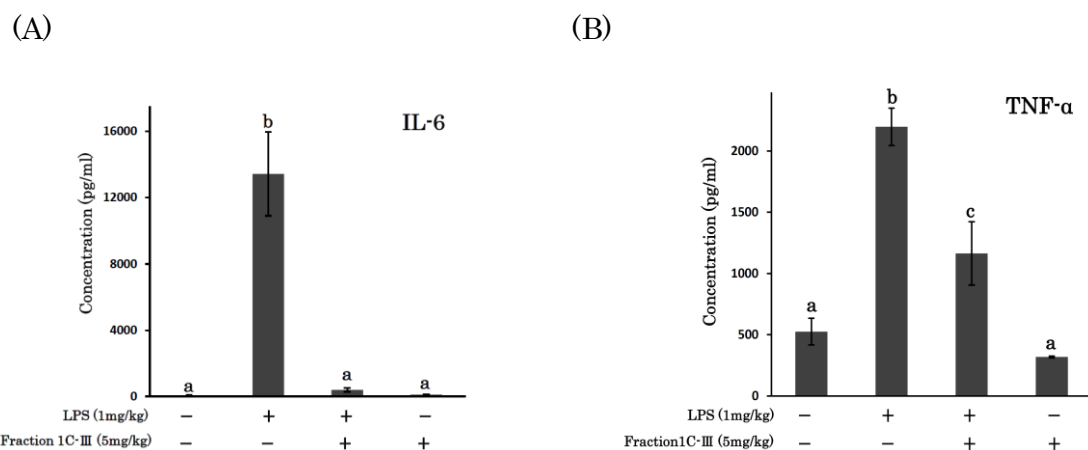 (A)
IL-6
Concentration (pg/ml)
16000
12000
8000
4000
0
a
b
a
a
LPS (1mg/kg) − + + −
Fraction 1C-III (5mg/kg) − − + +
(B)
TNF-α
Concentration (pg/ml)
2000
1500
1000
500
0
a
b
c
a
LPS (1mg/kg) − + + −
Fraction1C-III (5mg/kg) − − + +